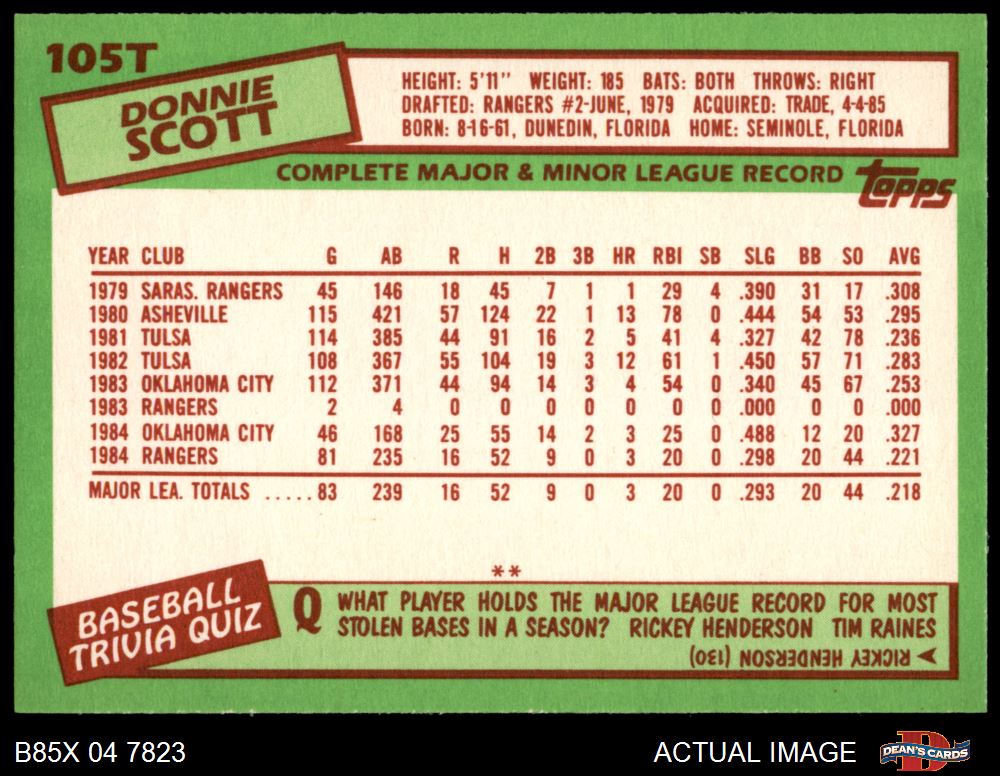 105T
DONNIE
SCOTT
HEIGHT: 5'11" WEIGHT: 185 BATS: BOTH THROWS: RIGHT
DRAFTED: RANGERS #2-JUNE, 1979 ACQUIRED: TRADE, 4-4-85
BORN: 8-16-61, DUNEDIN, FLORIDA HOME: SEMINOLE, FLORIDA
COMPLETE MAJOR & MINOR LEAGUE RECORD
topps
YEAR CLUB G AB R H 2B 3B HR RBI SB SLG BB SO AVG
1979 SARAS. RANGERS 45 146 18 45 7 1 1 29 4 .390 31 17 .308
1980 ASHEVILLE 115 421 57 124 22 1 13 78 0 .444 54 53 .295
1981 TULSA 114 385 44 91 16 2 5 41 4 .327 42 78 .236
1982 TULSA 108 367 55 104 19 3 12 61 1 .450 57 71 .283
1983 OKLAHOMA CITY 112 371 44 94 14 3 4 54 0 .340 45 67 .253
1983 RANGERS 2 4 0 0 0 0 0 0 0 .000 0 0 .000
1984 OKLAHOMA CITY 46 168 25 55 14 2 3 25 0 .488 12 20 .327
1984 RANGERS 81 235 16 52 9 0 3 20 0 .298 20 44 .221
MAJOR LEA. TOTALS ..... 83 239 16 52 9 0 3 20 0 .293 20 44 .218
**
BASEBALL
TRIVIA QUIZ
Q WHAT PLAYER HOLDS THE MAJOR LEAGUE RECORD FOR MOST
STOLEN BASES IN A SEASON? RICKEY HENDERSON TIM RAINES
RICKEY HENDERSON (130)
B85X 04 7823
ACTUAL IMAGE
D
DEAN'S CARDS